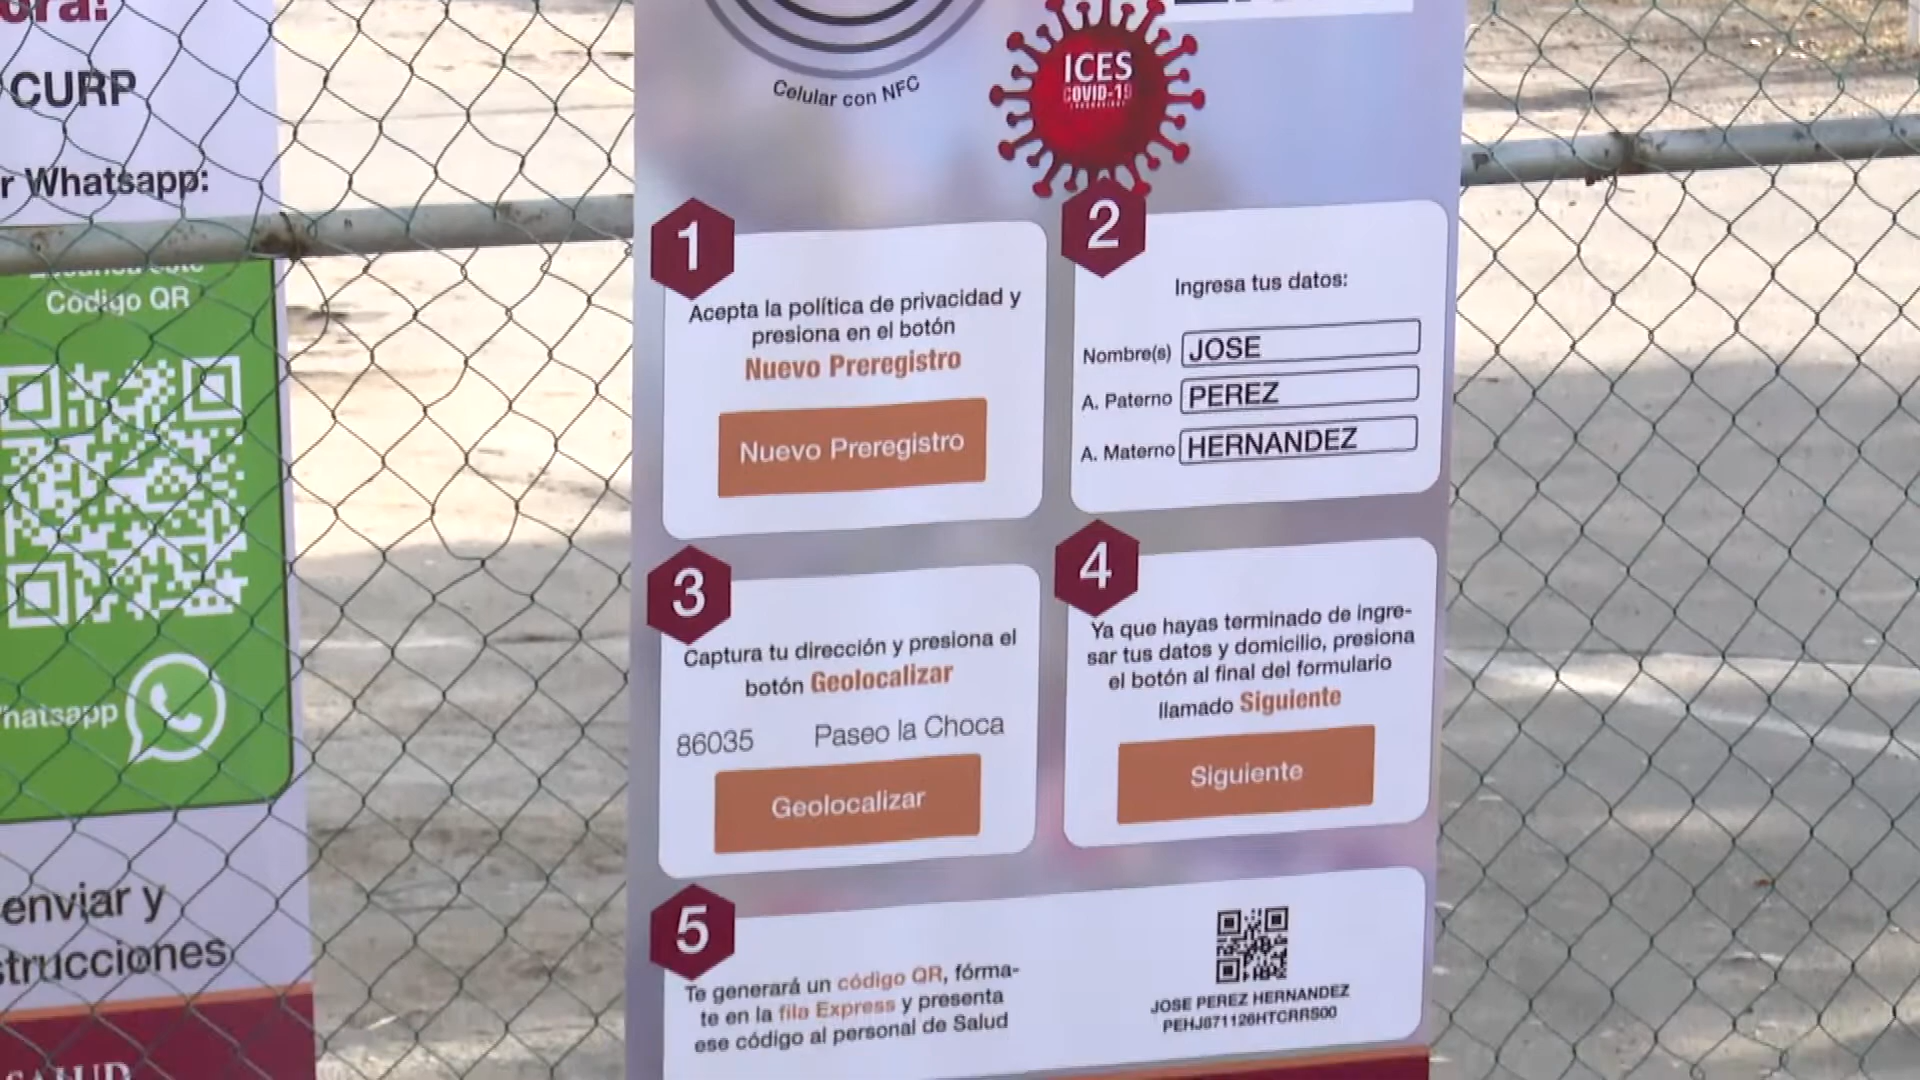 CURP
r Whatsapp:
Código QR
enviar y
strucciones
Celular con NFC
ICES
COVID-19
1
Acepta la política de privacidad y
presiona en el botón
Nuevo Preregistro
Nuevo Preregistro
2
Ingresa tus datos:
Nombre(s) JOSE
A. Paterno PEREZ
A. Materno HERNANDEZ
3
Captura tu dirección y presiona el
botón Geolocalizar
86035 Paseo la Choca
Geolocalizar
4
Ya que hayas terminado de ingre-
sar tus datos y domicilio, presiona
el botón al final del formulario
llamado Siguiente
Siguiente
5
Te generará un código QR, fórma-
te en la fila Express y presenta
ese código al personal de Salud
JOSE PEREZ HERNANDEZ
PEHJ871126HTCRRS00